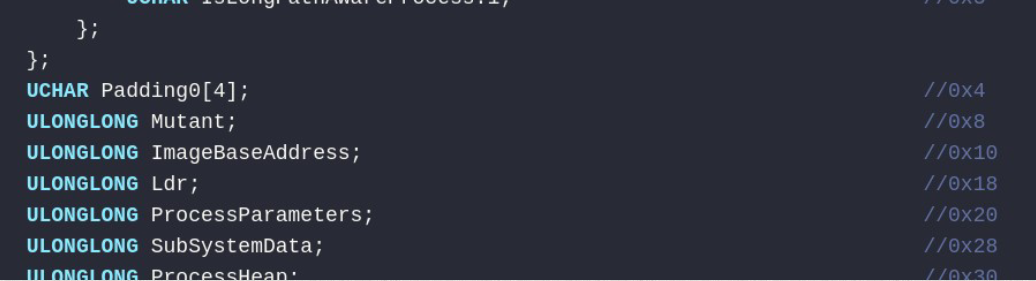 UCHAR IsLongPathAwareProcess:1; //0x3
};
};
UCHAR Padding0[4]; //0x4
ULONGLONG Mutant; //0x8
ULONGLONG ImageBaseAddress; //0x10
ULONGLONG Ldr; //0x18
ULONGLONG ProcessParameters; //0x20
ULONGLONG SubSystemData; //0x28
ULONGLONG ProcessHeap; //0x30